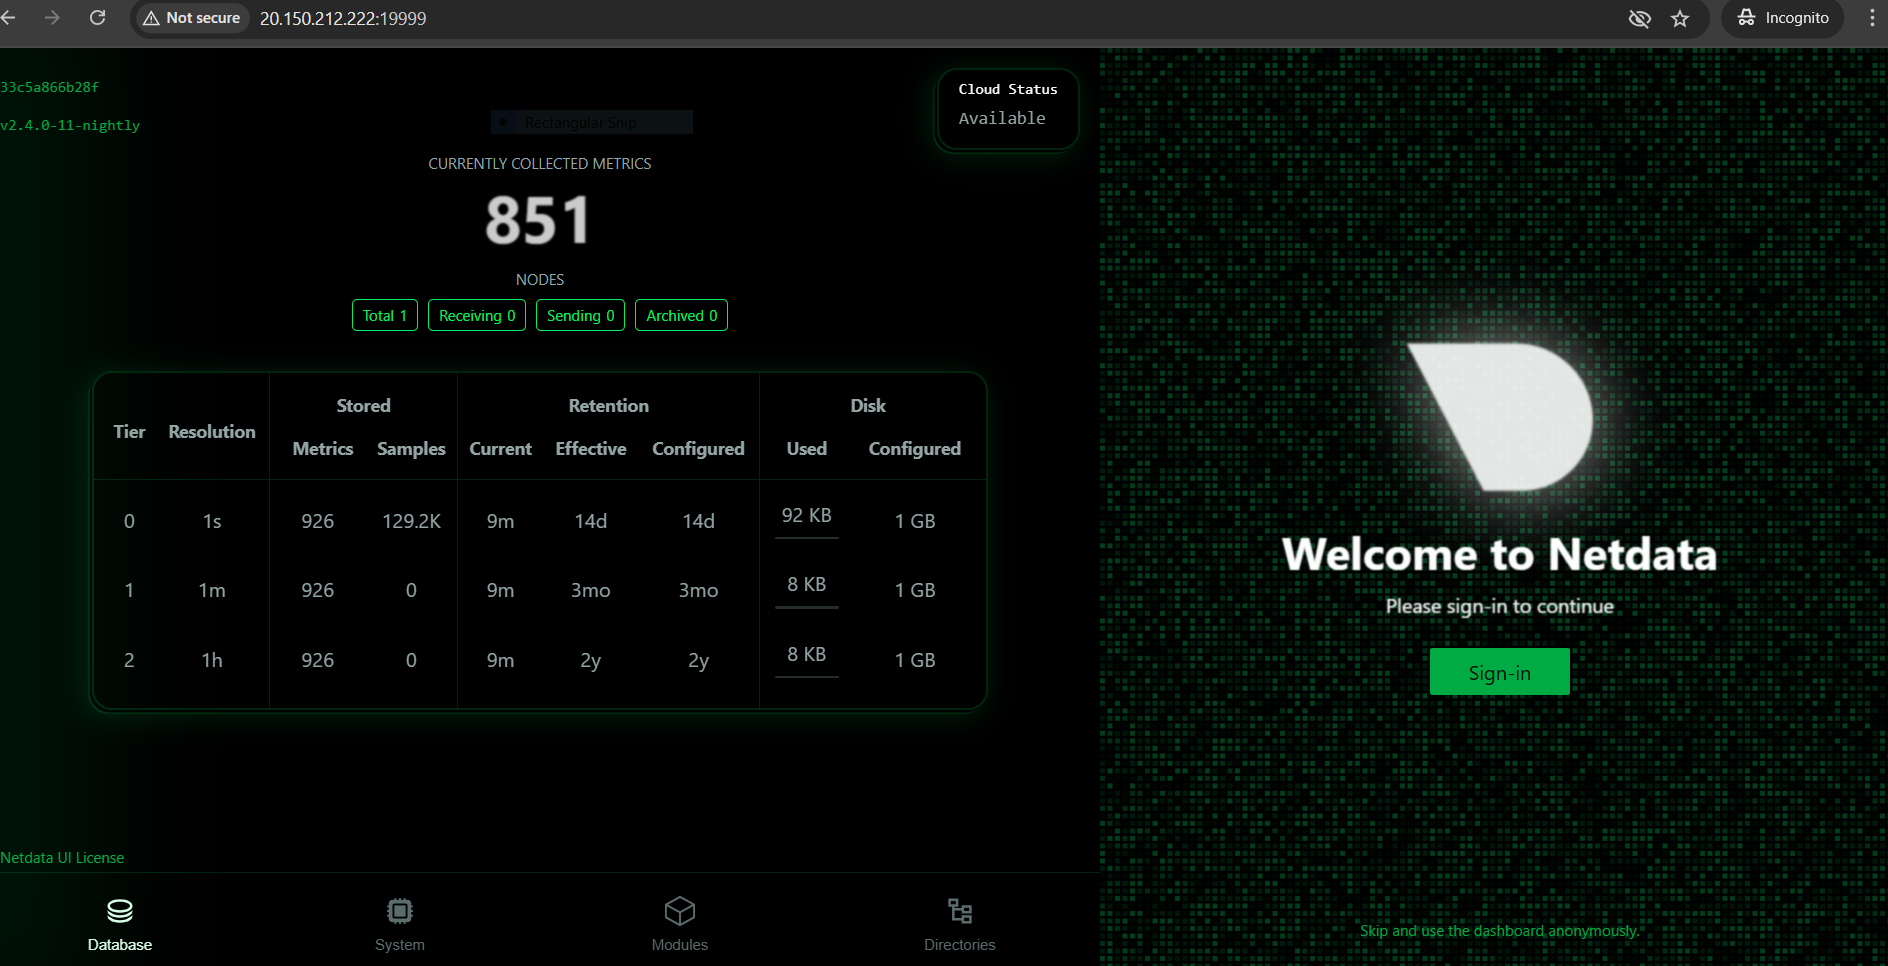 Not secure 20.150.212.222:19999 Incognito
33c5a866b28f
v2.4.0-11-nightly
Cloud Status
Available
Rectangular Snip
CURRENTLY COLLECTED METRICS
851
NODES
Total 1 Receiving 0 Sending 0 Archived 0
Tier Resolution Stored Retention Disk
Metrics Samples Current Effective Configured Used Configured
0 1s 926 129.2K 9m 14d 14d 92 KB 1 GB
1 1m 926 0 9m 3mo 3mo 8 KB 1 GB
2 1h 926 0 9m 2y 2y 8 KB 1 GB
Netdata UI License
Database System Modules Directories
Welcome to Netdata
Please sign-in to continue
Sign-in
Skip and use the dashboard anonymously.